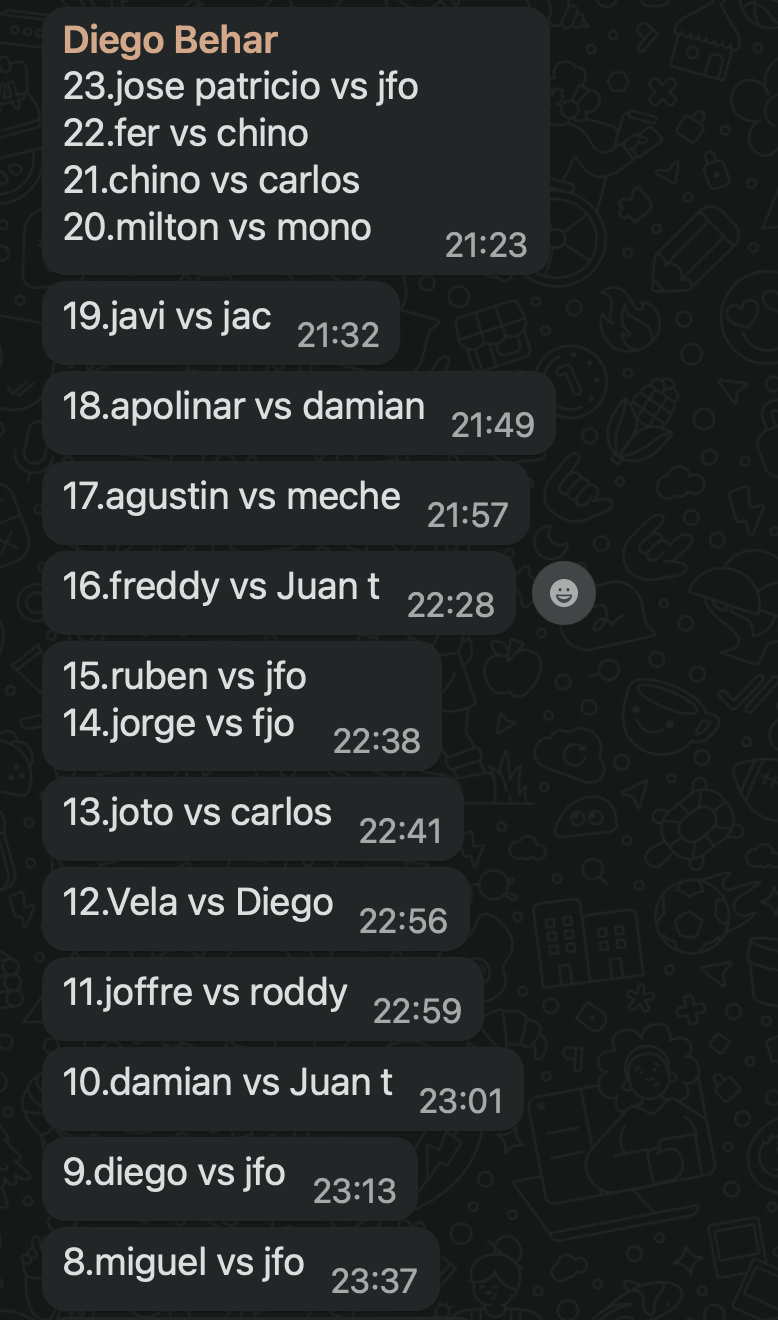 Diego Behar
23.jose patricio vs jfo
22.fer vs chino
21.chino vs carlos
20.milton vs mono
21:23
19.javi vs jac
21:32
18.apolinar vs damian
21:49
17.agustin vs meche
21:57
16.freddy vs Juan t
22:28
15.ruben vs jfo
14.jorge vs fjo
22:38
13.joto vs carlos
22:41
12.Vela vs Diego
22:56
11.joffre vs roddy
22:59
10.damian vs Juan t
23:01
9.diego vs jfo
23:13
8.miguel vs jfo
23:37